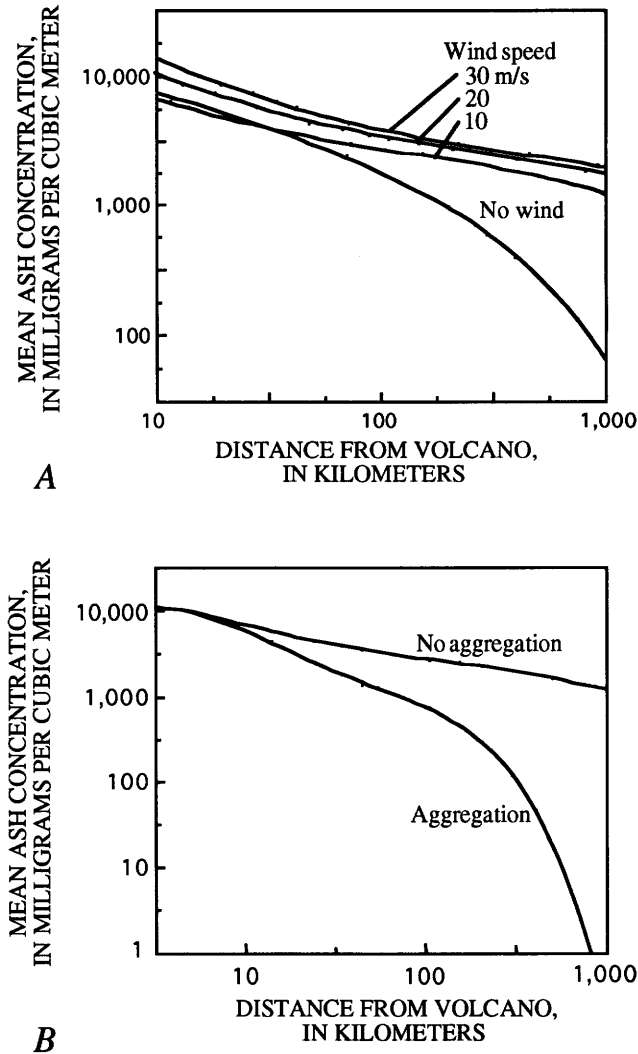 MEAN ASH CONCENTRATION,
IN MILLIGRAMS PER CUBIC METER
10,000
1,000
100
Wind speed
30 m/s
20
10
No wind
10
100
1,000
DISTANCE FROM VOLCANO,
IN KILOMETERS
A
MEAN ASH CONCENTRATION,
IN MILLIGRAMS PER CUBIC METER
10,000
1,000
100
10
1
No aggregation
Aggregation
10
100
1,000
DISTANCE FROM VOLCANO,
IN KILOMETERS
B